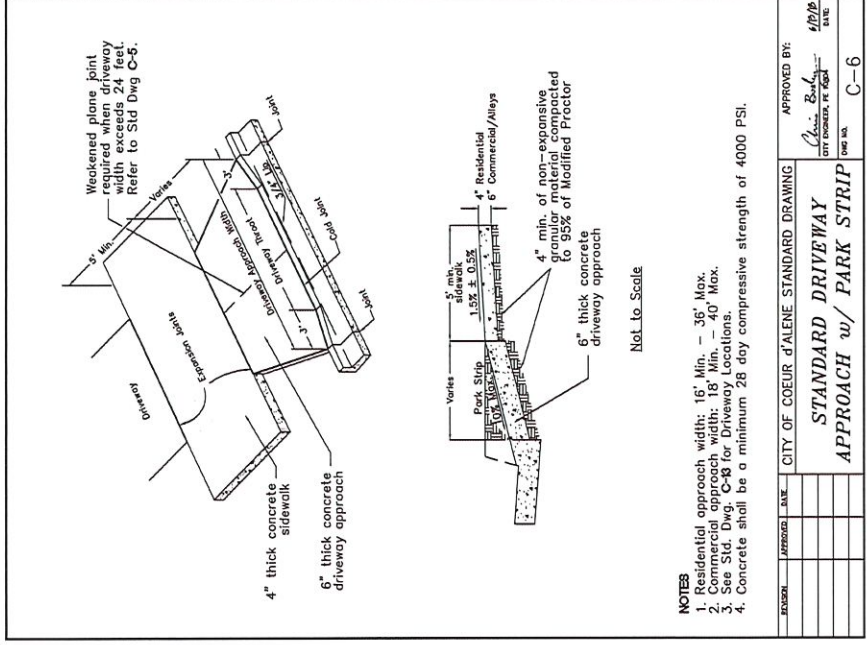 Weakened plane joint
required when driveway
width exceeds 24 feet.
Refer to Std Dwg C-5.
5' Min.
Varies
Driveway
Expansion Joints
3'
Driveway Approach Width
Driveway Throat
3'
3/4" Lip
Cold Joint
Joint
Joint
4" thick concrete
sidewalk
6" thick concrete
driveway approach
Varies
5' min.
sidewalk
4" Residential
6" Commercial/Alleys
Park Strip
10% Max.
1.5% ± 0.5%
4" min. of non-expansive
granular material compacted
to 95% of Modified Proctor
6" thick concrete
driveway approach
Not to Scale
NOTES
1. Residential approach width: 16' Min. - 36' Max.
2. Commercial approach width: 18' Min. - 40' Max.
3. See Std. Dwg. C-13 for Driveway Locations.
4. Concrete shall be a minimum 28 day compressive strength of 4000 PSI.
REVISION
APPROVED
DATE
CITY OF COEUR d'ALENE STANDARD DRAWING
STANDARD DRIVEWAY
APPROACH w/ PARK STRIP
APPROVED BY:
CITY ENGINEER, PE
DATE:
DWG NO.
C-6